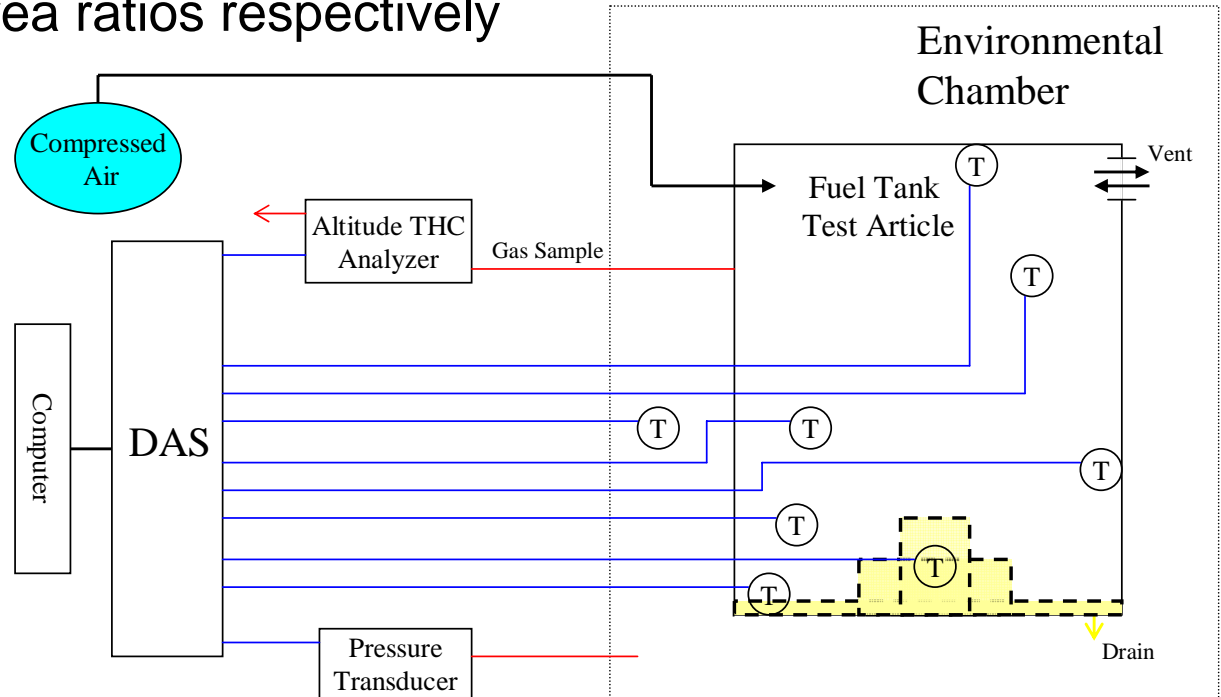 ea ratios respectively
Environmental
Chamber
Compressed
Air
Vent
T
Fuel Tank
Test Article
Altitude THC
Analyzer
Gas Sample
T
Computer
DAS
T
T
T
T
T
T
Drain
Pressure
Transducer